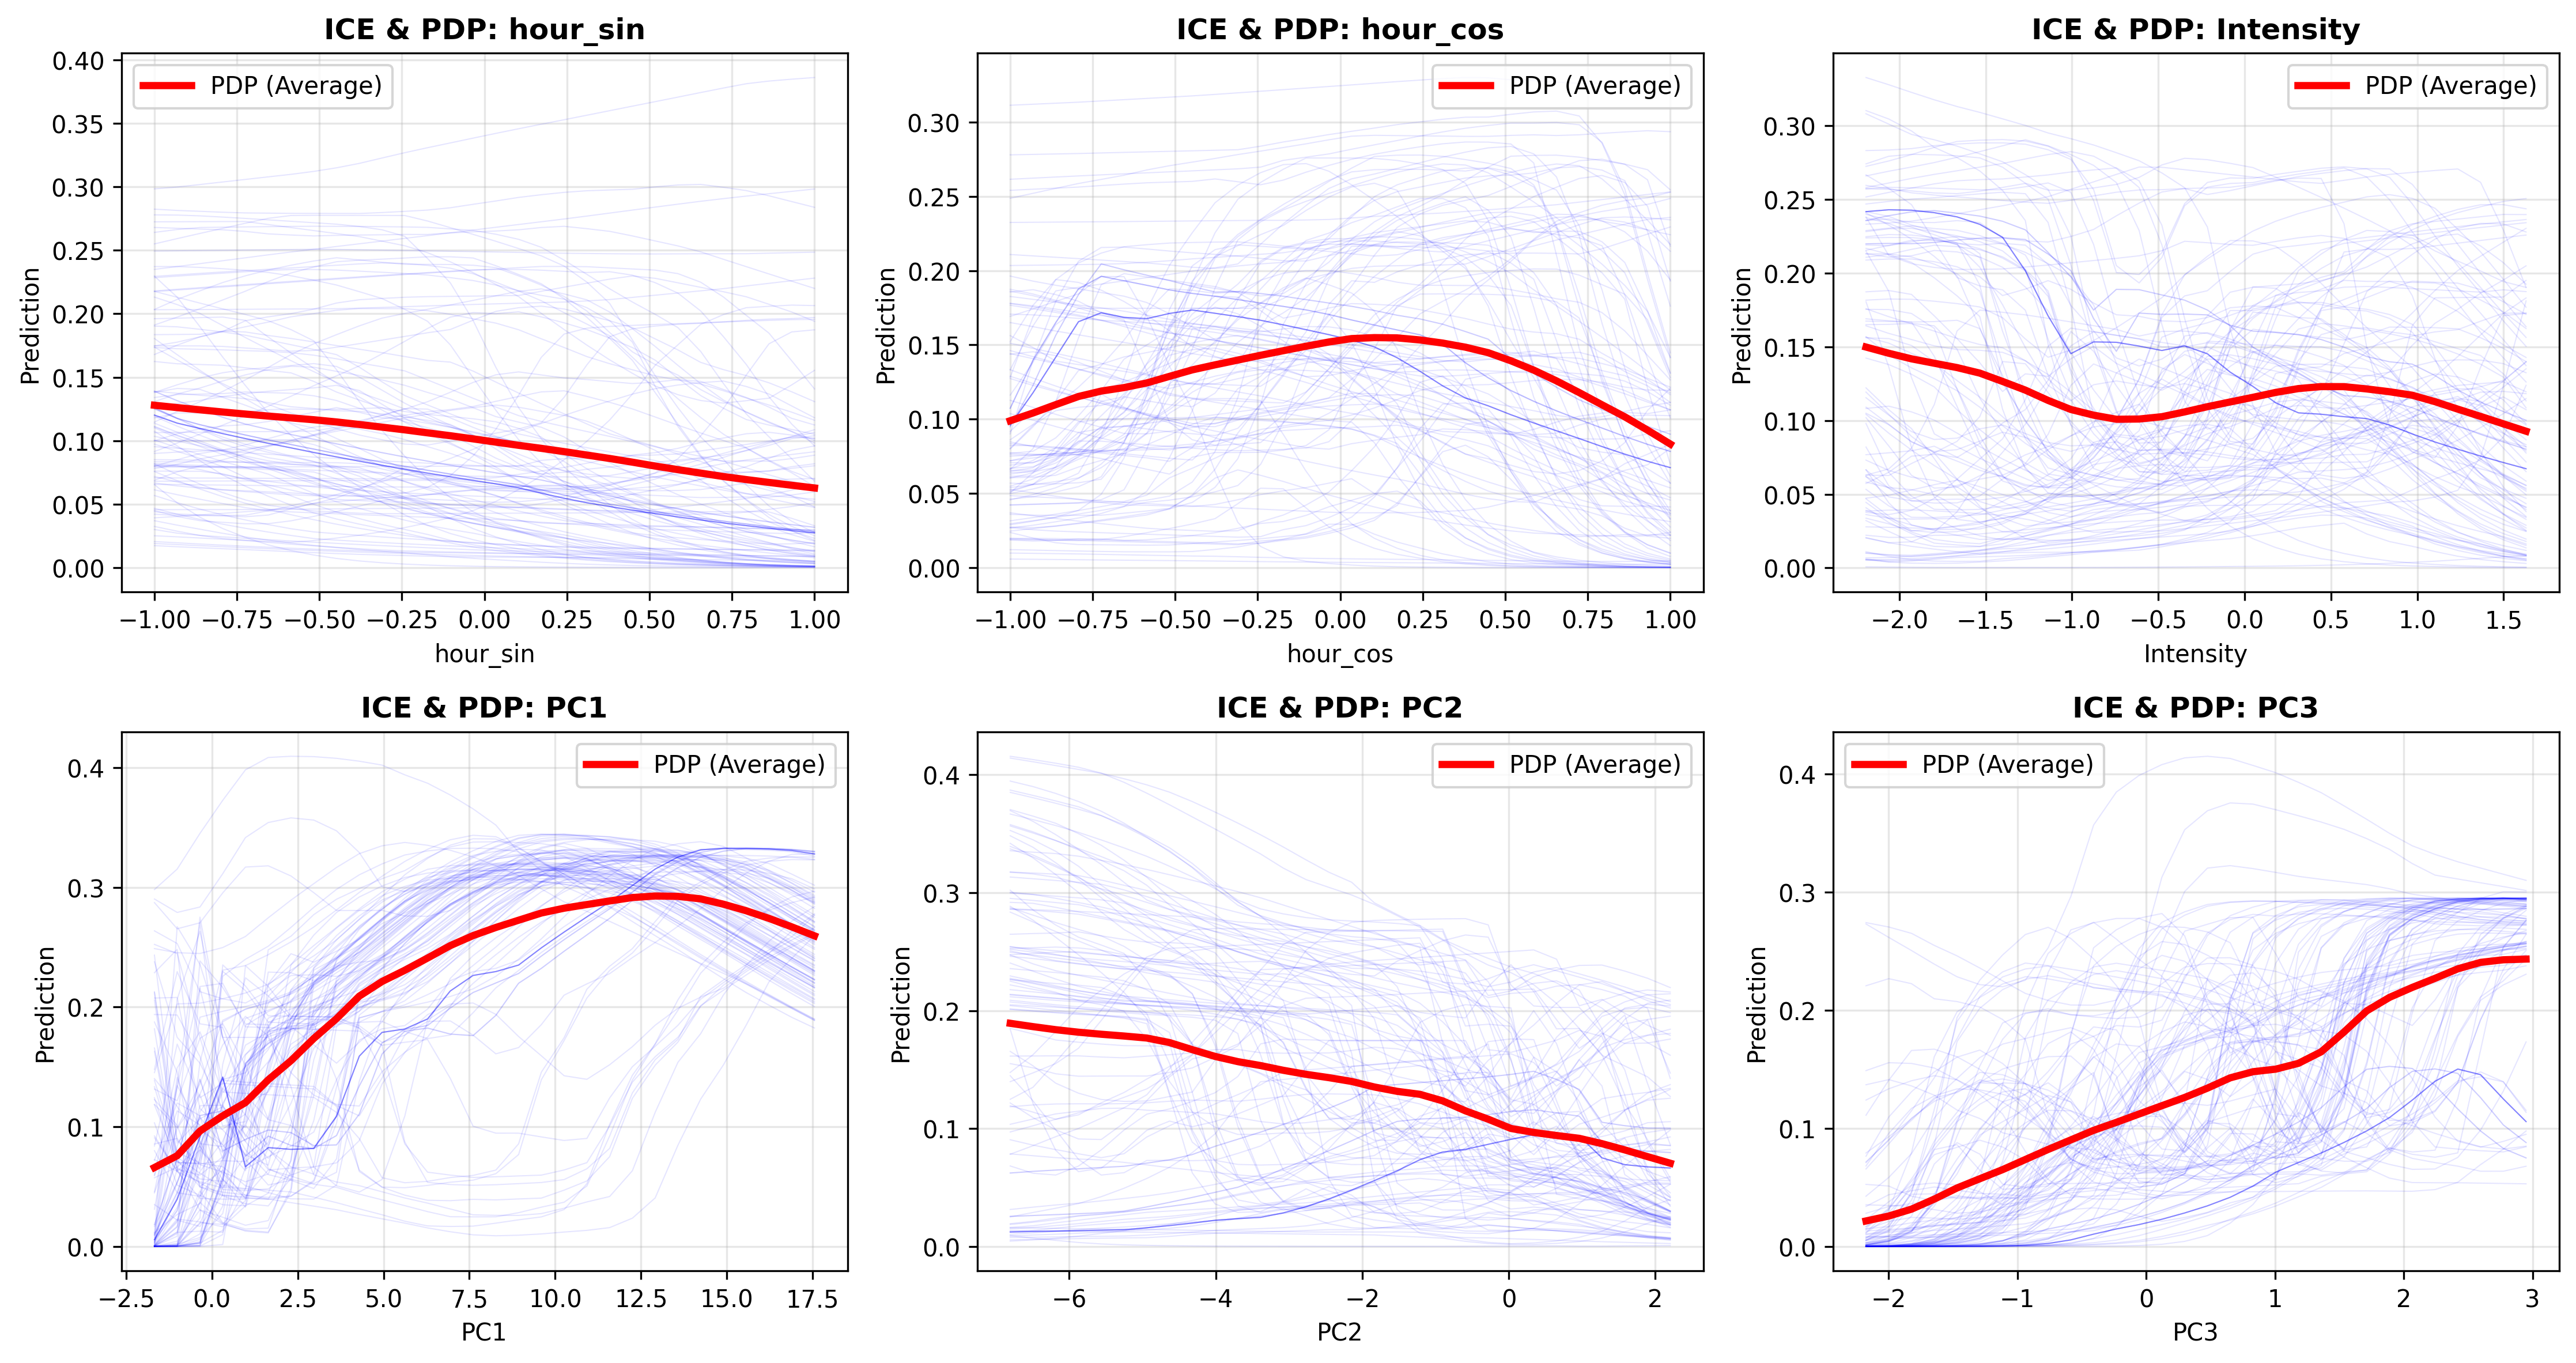 ICE & PDP: hour_sin
PDP (Average)
Prediction
0.40
0.35
0.30
0.25
0.20
0.15
0.10
0.05
0.00
−1.00 −0.75 −0.50 −0.25 0.00 0.25 0.50 0.75 1.00
hour_sin
ICE & PDP: hour_cos
PDP (Average)
Prediction
0.30
0.25
0.20
0.15
0.10
0.05
0.00
−1.00 −0.75 −0.50 −0.25 0.00 0.25 0.50 0.75 1.00
hour_cos
ICE & PDP: Intensity
PDP (Average)
Prediction
0.30
0.25
0.20
0.15
0.10
0.05
0.00
−2.0 −1.5 −1.0 −0.5 0.0 0.5 1.0 1.5
Intensity
ICE & PDP: PC1
PDP (Average)
Prediction
0.4
0.3
0.2
0.1
0.0
−2.5 0.0 2.5 5.0 7.5 10.0 12.5 15.0 17.5
PC1
ICE & PDP: PC2
PDP (Average)
Prediction
0.4
0.3
0.2
0.1
0.0
−6 −4 −2 0 2
PC2
ICE & PDP: PC3
PDP (Average)
Prediction
0.4
0.3
0.2
0.1
0.0
−2 −1 0 1 2 3
PC3